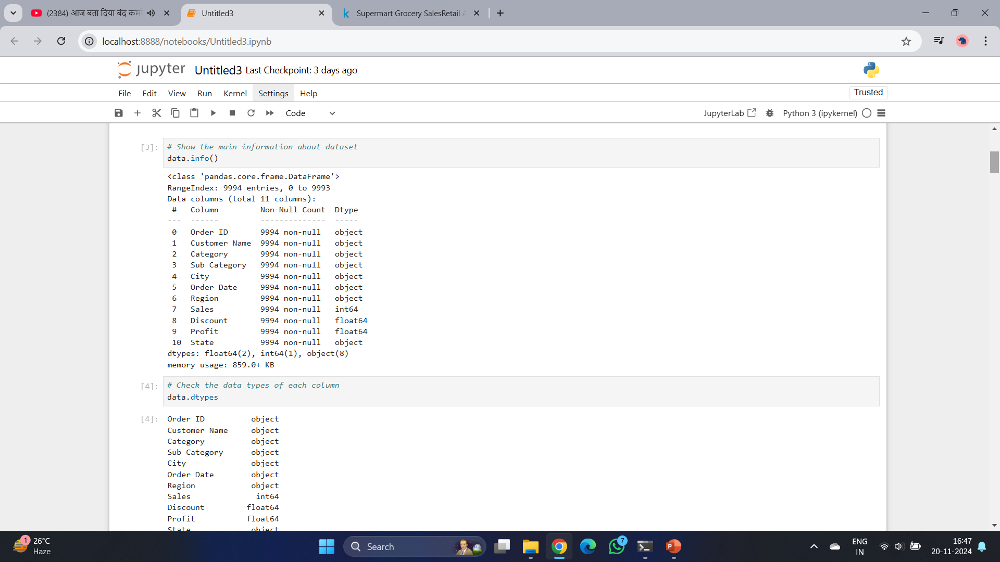 (2384) आज बता दिया बंद कमरे
Untitled3
Supermart Grocery SalesRetail A
localhost:8888/notebooks/Untitled3.ipynb
jupyter Untitled3 Last Checkpoint: 3 days ago
File Edit View Run Kernel Settings Help
Trusted
Code
JupyterLab
Python 3 (ipykernel)
[3]: # Show the main information about dataset
data.info()
<class 'pandas.core.frame.DataFrame'>
RangeIndex: 9994 entries, 0 to 9993
Data columns (total 11 columns):
# Column Non-Null Count Dtype
--- ------ -------------- -----
0 Order ID 9994 non-null object
1 Customer Name 9994 non-null object
2 Category 9994 non-null object
3 Sub Category 9994 non-null object
4 City 9994 non-null object
5 Order Date 9994 non-null object
6 Region 9994 non-null object
7 Sales 9994 non-null int64
8 Discount 9994 non-null float64
9 Profit 9994 non-null float64
10 State 9994 non-null object
dtypes: float64(2), int64(1), object(8)
memory usage: 859.0+ KB
[4]: # Check the data types of each column
data.dtypes
[4]: Order ID object
Customer Name object
Category object
Sub Category object
City object
Order Date object
Region object
Sales int64
Discount float64
Profit float64
State object
1
26°C
Haze
Search
7
ENG
IN
16:47
20-11-2024